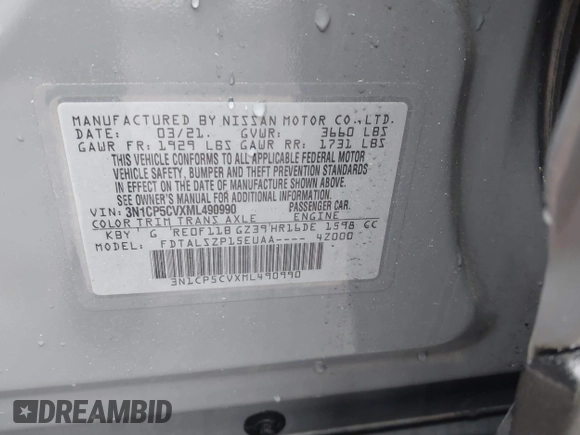 MANUFACTURED BY NISSAN MOTOR CO., LTD.
DATE: 03/21. GVWR: 3660 LBS
GAWR FR: 1929 LBS GAWR RR: 1731 LBS
THIS VEHICLE CONFORMS TO ALL APPLICABLE FEDERAL MOTOR
VEHICLE SAFETY, BUMPER AND THEFT PREVENTION STANDARDS
IN EFFECT ON THE DATE OF MANUFACTURE SHOWN ABOVE. SEE
OWNER'S MANUAL FOR ADDITIONAL INFORMATION.
VIN: 3N1CP5CVXML490990 PASSENGER CAR.
COLOR TRIM TRANS AXLE ENGINE
KBY G RE0F11B GZ39 HR16DE 1598 CC
MODEL: FDTALSZP15EUAA---- 42000
3N1CP5CVXML490990
DREAMBID